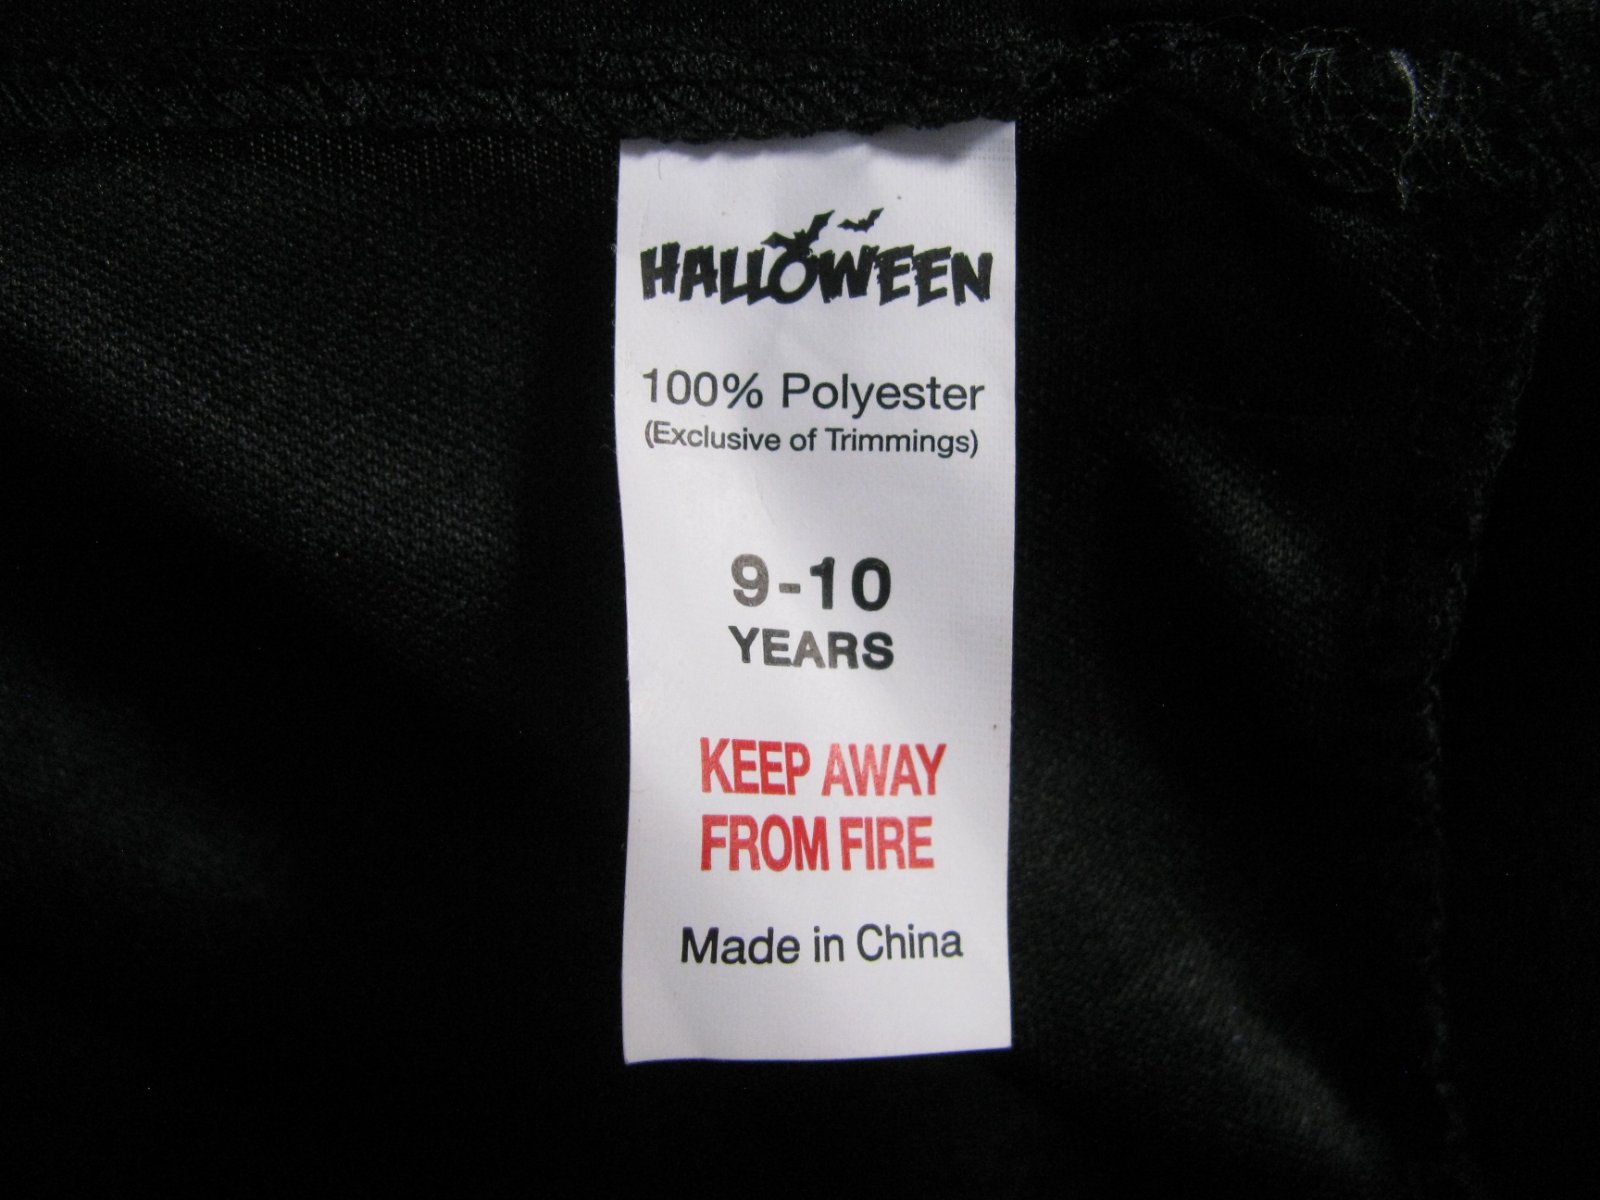 HALLOWEEN
100% Polyester
(Exclusive of Trimmings)
9-10
YEARS
KEEP AWAY
FROM FIRE
Made in China